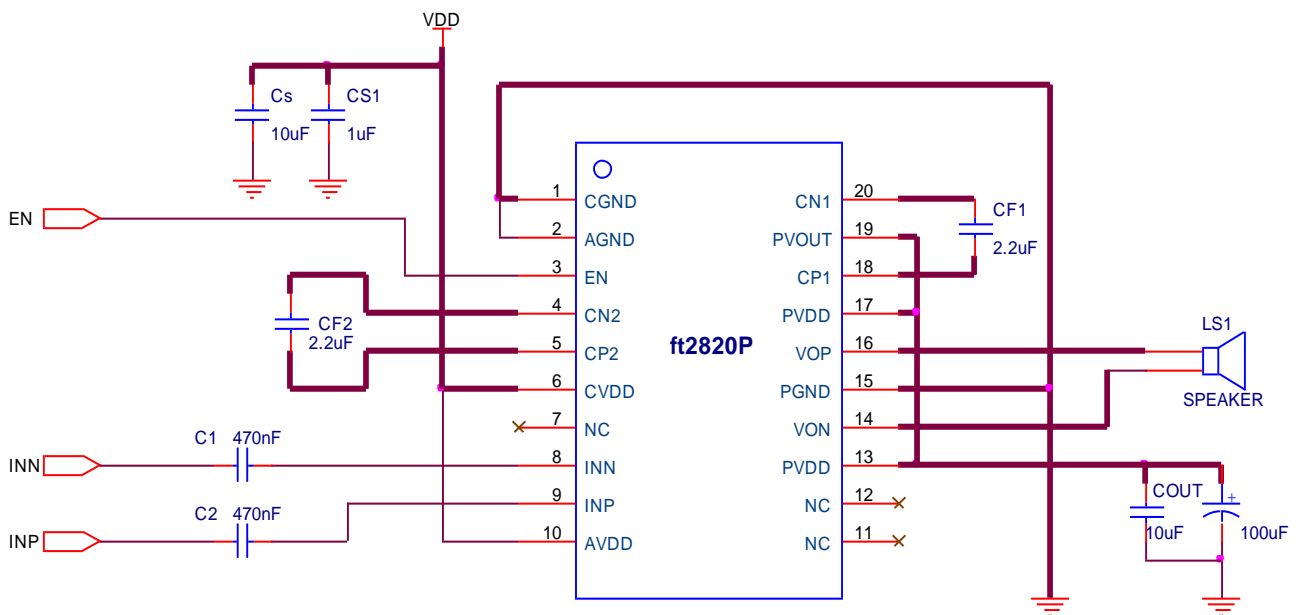 VDD
Cs
10uF
CS1
1uF
EN
CF2
2.2uF
C1 470nF
INN
C2 470nF
INP
1 CGND
2 AGND
3 EN
4 CN2
5 CP2
6 CVDD
7 NC
8 INN
9 INP
10 AVDD
ft2820P
CN1 20
PVOUT 19
CP1 18
PVDD 17
VOP 16
PGND 15
VON 14
PVDD 13
NC 12
NC 11
CF1
2.2uF
LS1
SPEAKER
COUT
10uF
+
100uF